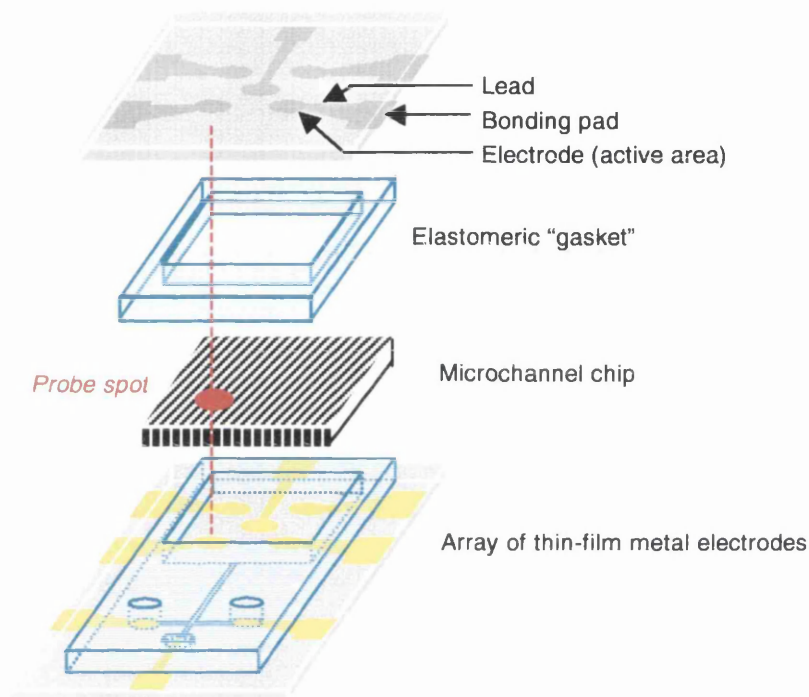 Lead
Bonding pad
Electrode (active area)
Elastomeric "gasket"
Probe spot
Microchannel chip
Array of thin-film metal electrodes